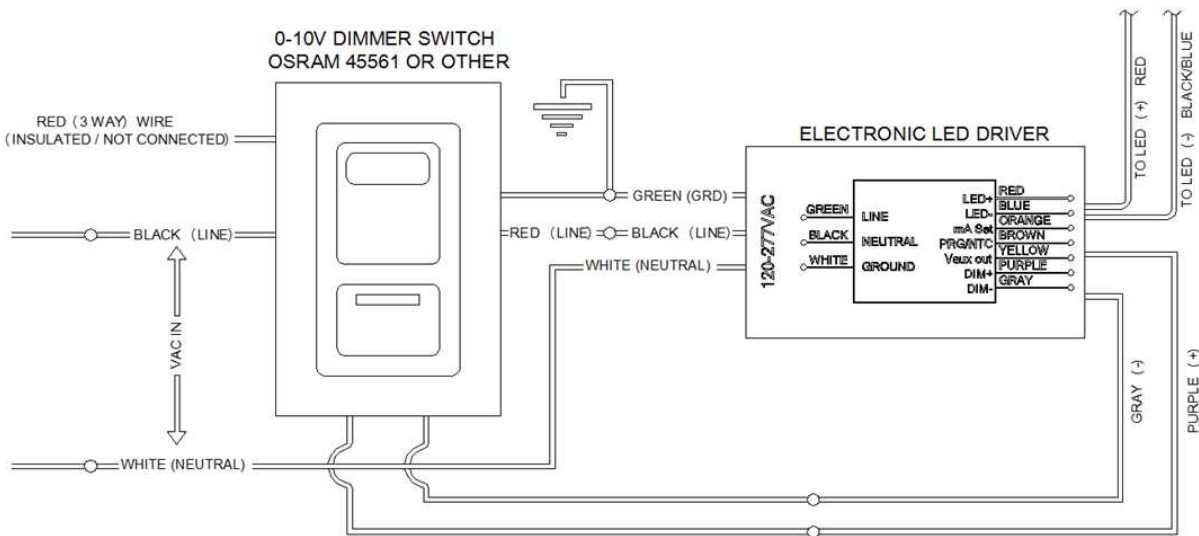 0-10V DIMMER SWITCH
OSRAM 45561 OR OTHER
RED (3 WAY) WIRE
(INSULATED / NOT CONNECTED)
BLACK (LINE)
VAC IN
WHITE (NEUTRAL)
GREEN (GRD)
RED (LINE)
BLACK (LINE)
WHITE (NEUTRAL)
ELECTRONIC LED DRIVER
120-277VAC
GREEN
BLACK
WHITE
LINE
NEUTRAL
GROUND
LED+
LED-
mA Set
PRG/NTC
Vaux out
DIM+
DIM-
RED
BLUE
ORANGE
BROWN
YELLOW
PURPLE
GRAY
TO LED (+) RED
TO LED (-) BLACK/BLUE
GRAY (-)
PURPLE (+)